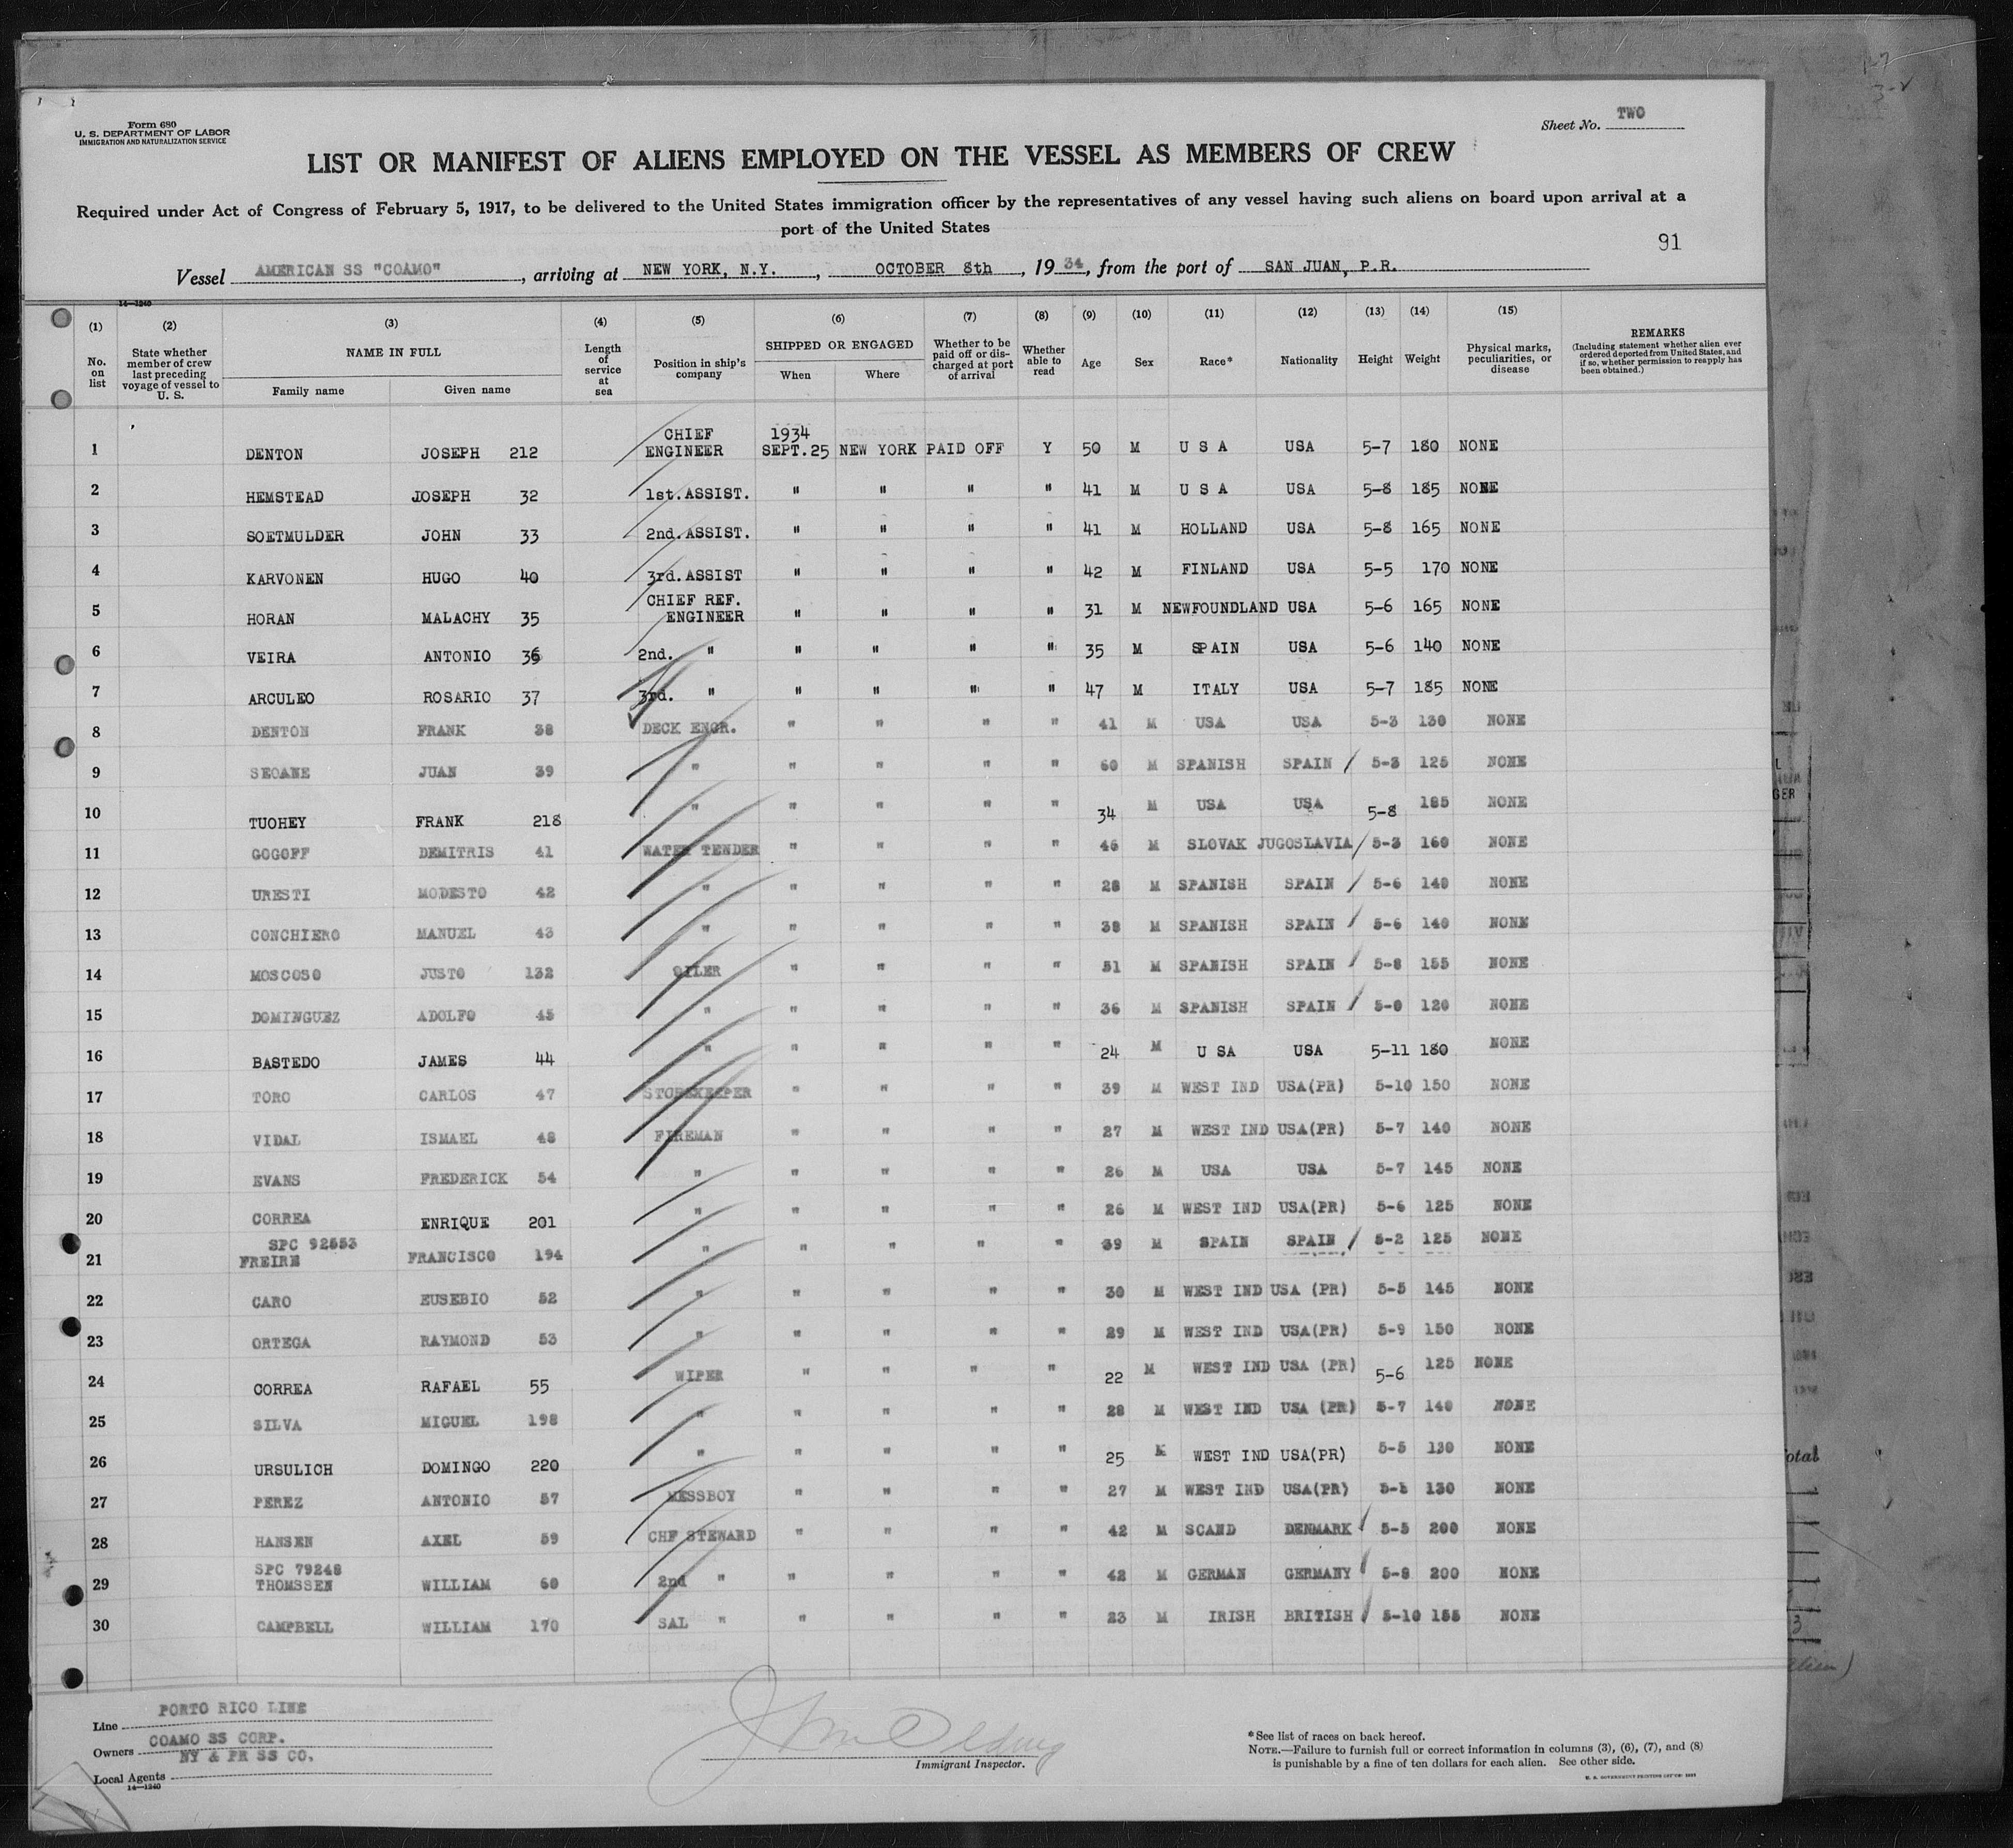 Form 680
U. S. DEPARTMENT OF LABOR
IMMIGRATION AND NATURALIZATION SERVICE
Sheet No. TWO
LIST OR MANIFEST OF ALIENS EMPLOYED ON THE VESSEL AS MEMBERS OF CREW
Required under Act of Congress of February 5, 1917, to be delivered to the United States immigration officer by the representatives of any vessel having such aliens on board upon arrival at a
port of the United States
91
Vessel AMERICAN SS "COAMO", arriving at NEW YORK, N.Y., OCTOBER 8th, 1934, from the port of SAN JUAN, P.R.
14—1240
(1) (2) (3) (4) (5) (6) (7) (8) (9) (10) (11) (12) (13) (14) (15)
No. on list
State whether member of crew last preceding voyage of vessel to U. S.
NAME IN FULL
Family name Given name
Length of service at sea
Position in ship's company
SHIPPED OR ENGAGED
When Where
Whether to be paid off or discharged at port of arrival
Whether able to read
Age Sex Race* Nationality Height Weight
Physical marks, peculiarities, or disease
REMARKS
(Including statement whether alien ever ordered deported from United States, and if so, whether permission to reapply has been obtained.)
1 DENTON JOSEPH 212 CHIEF ENGINEER 1934 SEPT.25 NEW YORK PAID OFF Y 50 M U S A USA 5-7 180 NONE
2 HEMSTEAD JOSEPH 32 1st.ASSIST. " " " " 41 M U S A USA 5-8 185 NONE
3 SOETMULDER JOHN 33 2nd.ASSIST. " " " " 41 M HOLLAND USA 5-8 165 NONE
4 KARVONEN HUGO 40 3rd.ASSIST " " " " 42 M FINLAND USA 5-5 170 NONE
5 HORAN MALACHY 35 CHIEF REF. ENGINEER " " " " 31 M NEWFOUNDLAND USA 5-6 165 NONE
6 VEIRA ANTONIO 36 2nd. " " " " " 35 M SPAIN USA 5-6 140 NONE
7 ARCULEO ROSARIO 37 3rd. " " " " " 47 M ITALY USA 5-7 185 NONE
8 DENTON FRANK 38 DECK ENGR. " " " " 41 M USA USA 5-3 130 NONE
9 SEOANE JUAN 39 " " " " " 60 M SPANISH SPAIN / 5-3 125 NONE
10 TUOHEY FRANK 218 " " " " " 34 M USA USA 5-8 185 NONE
11 GOGOFF DEMITRIS 41 WATER TENDER " " " " 46 M SLOVAK JUGOSLAVIA / 5-3 160 NONE
12 URESTI MODESTO 42 " " " " " 28 M SPANISH SPAIN / 5-6 140 NONE
13 CONCHIERO MANUEL 43 " " " " " 38 M SPANISH SPAIN / 5-6 140 NONE
14 MOSCOSO JUSTO 132 OILER " " " " 51 M SPANISH SPAIN / 5-8 155 NONE
15 DOMINGUEZ ADOLFO 45 " " " " " 36 M SPANISH SPAIN / 5-0 120 NONE
16 BASTEDO JAMES 44 " " " " " 24 M U SA USA 5-11 180 NONE
17 TORO CARLOS 47 STOREKEEPER " " " " 39 M WEST IND USA(PR) 5-10 150 NONE
18 VIDAL ISMAEL 48 FIREMAN " " " " 27 M WEST IND USA(PR) 5-7 140 NONE
19 EVANS FREDERICK 54 " " " " " 26 M USA USA 5-7 145 NONE
20 CORREA ENRIQUE 201 " " " " " 26 M WEST IND USA(PR) 5-6 125 NONE
SPC 92553
21 FREIRE FRANCISCO 194 " " " " " 39 M SPAIN SPAIN / 5-2 125 NONE
22 CARO EUSEBIO 52 " " " " " 30 M WEST IND USA (PR) 5-5 145 NONE
23 ORTEGA RAYMOND 53 " " " " " 29 M WEST IND USA(PR) 5-9 150 NONE
24 CORREA RAFAEL 55 WIPER " " " " 22 M WEST IND USA (PR) 5-6 125 NONE
25 SILVA MIGUEL 198 " " " " " 28 M WEST IND USA (PR) 5-7 140 NONE
26 URSULICH DOMINGO 220 " " " " " 25 WEST IND USA(PR) 5-5 130 NONE
27 PEREZ ANTONIO 57 MESSBOY " " " " 27 M WEST IND USA(PR) 130 NONE
28 HANSEN AXEL 59 CHF STEWARD " " " " 42 M SCAND DENMARK / 5-5 200 NONE
SPC 79248
29 THOMSSEN WILLIAM 60 2nd " " " " " 42 M GERMAN GERMANY / 5-8 200 NONE
30 CAMPBELL WILLIAM 170 SAL " " " " " 23 M IRISH BRITISH / 5-10 155 NONE
Line PORTO RICO LINE
Owners COAMO SS CORP.
NY & PR SS CO.
Local Agents
14—1240
Immigrant Inspector.
*See list of races on back hereof.
NOTE.—Failure to furnish full or correct information in columns (3), (6), (7), and (8)
is punishable by a fine of ten dollars for each alien. See other side.
U. S. GOVERNMENT PRINTING OFFICE: 1931